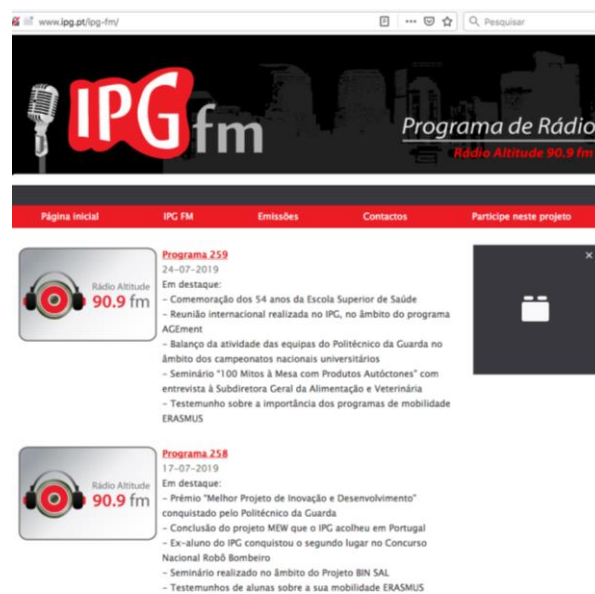 www.ipg.pt/ipg-fm/
Pesquisar
IPG fm
Programa de Rádio
Rádio Altitude 90.9 fm
Página inicial
IPG FM
Emissões
Contactos
Participe neste projeto
Rádio Altitude
90.9 fm
Programa 259
24-07-2019
Em destaque:
– Comemoração dos 54 anos da Escola Superior de Saúde
– Reunião internacional realizada no IPG, no âmbito do programa
AGEment
– Balanço da atividade das equipas do Politécnico da Guarda no
âmbito dos campeonatos nacionais universitários
– Seminário "100 Mitos à Mesa com Produtos Autóctones" com
entrevista à Subdiretora Geral da Alimentação e Veterinária
– Testemunho sobre a importância dos programas de mobilidade
ERASMUS
Rádio Altitude
90.9 fm
Programa 258
17-07-2019
Em destaque:
– Prémio "Melhor Projeto de Inovação e Desenvolvimento"
conquistado pelo Politécnico da Guarda
– Conclusão do projeto MEW que o IPG acolheu em Portugal
– Ex-aluno do IPG conquistou o segundo lugar no Concurso
Nacional Robô Bombeiro
– Seminário realizado no âmbito do Projeto BIN SAL
– Testemunhos de alunas sobre a sua mobilidade ERASMUS